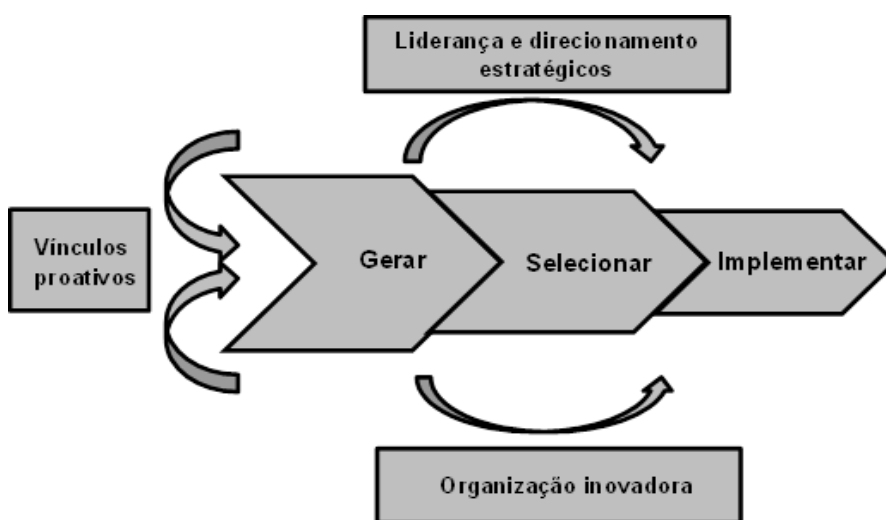 Liderança e direcionamento
estratégicos
Vínculos
proativos
Gerar
Selecionar
Implementar
Organização inovadora